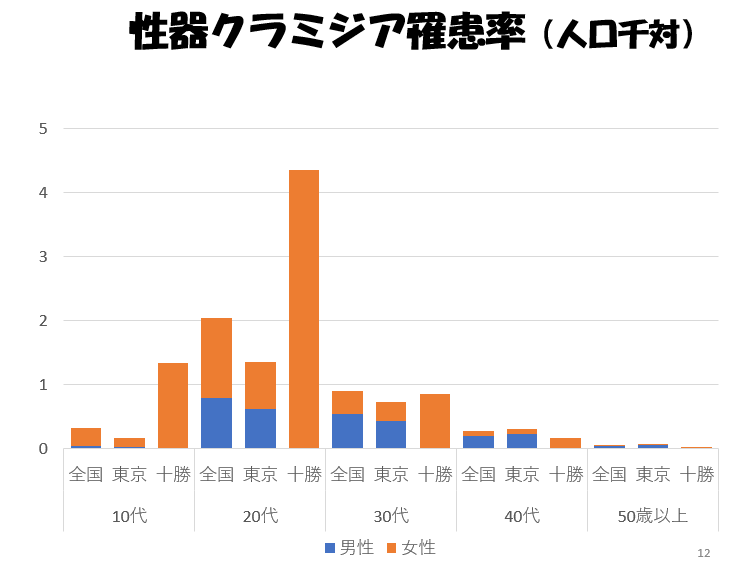 性器クラミジア罹患率（人口千対）
5
4
3
2
1
0
全国 東京 十勝 全国 東京 十勝 全国 東京 十勝 全国 東京 十勝 全国 東京 十勝
10代 20代 30代 40代 50歳以上
男性 女性
12